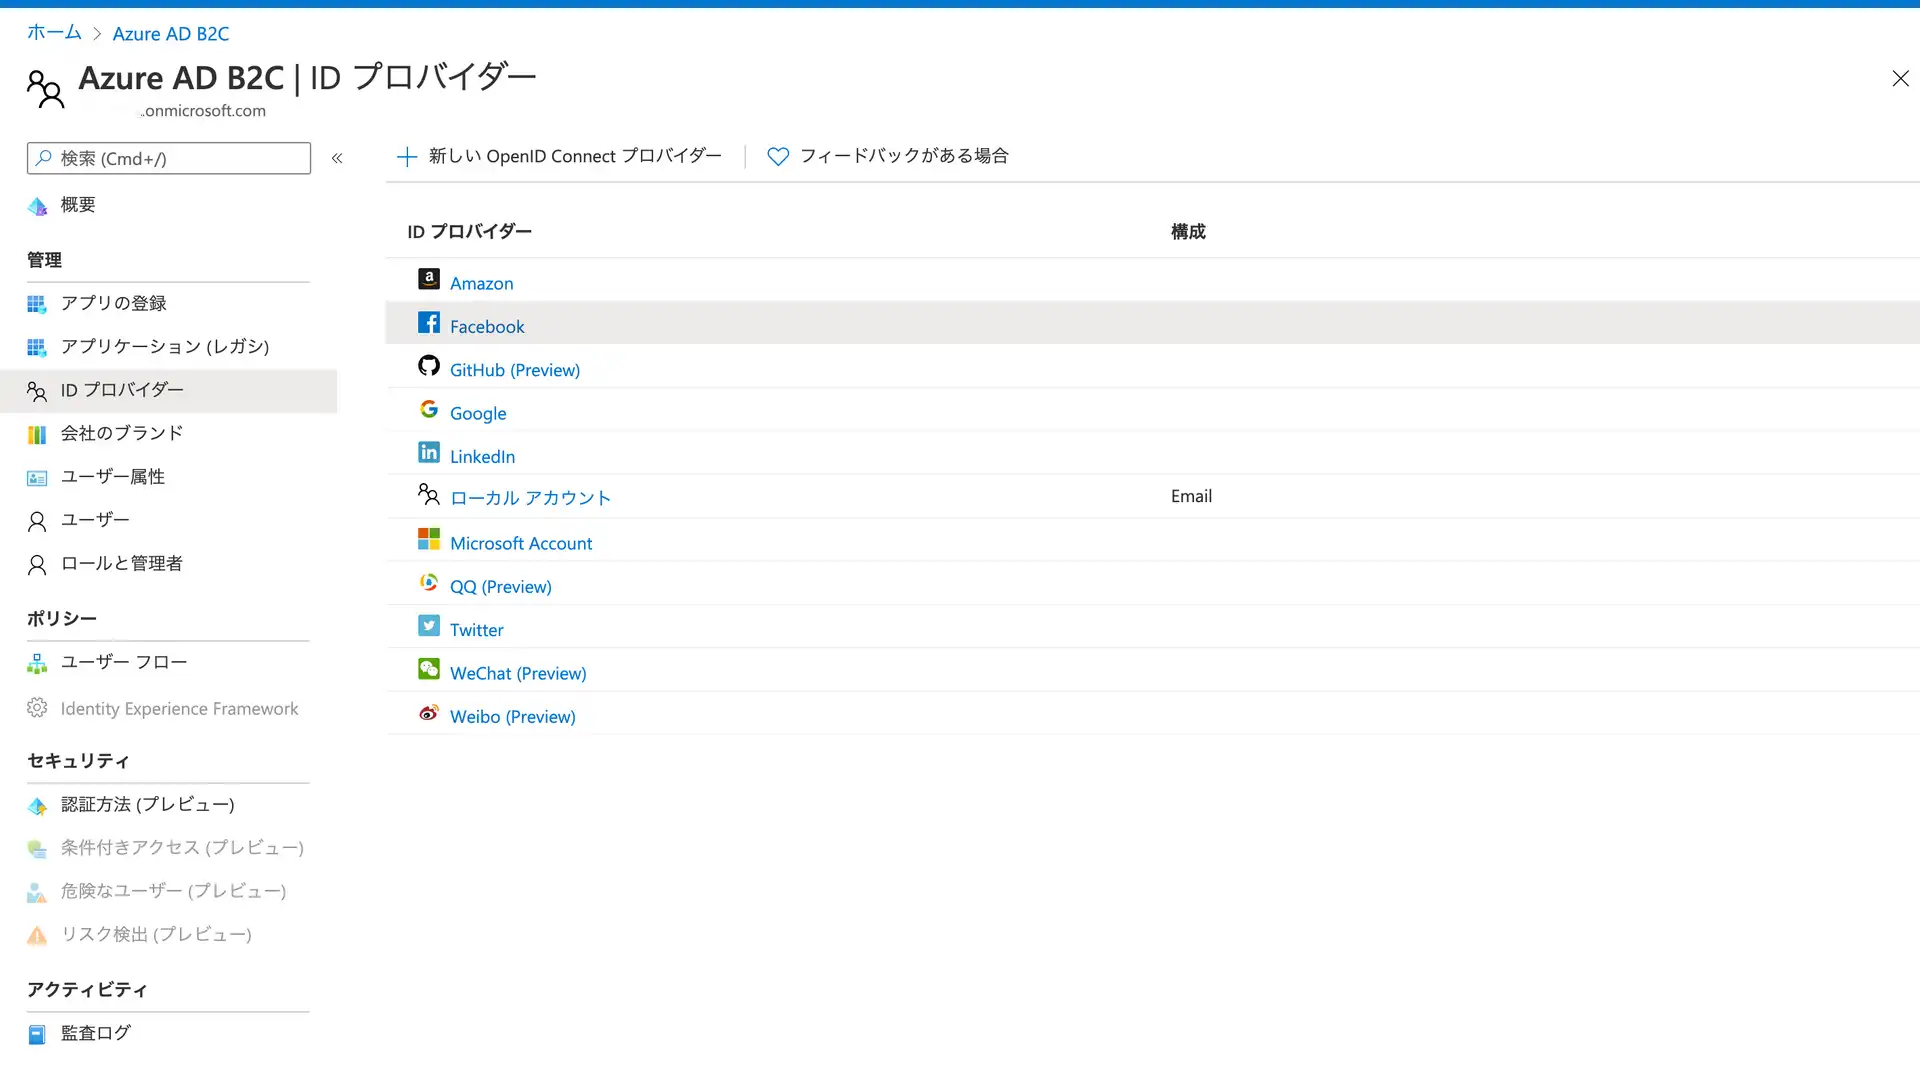 ホーム > Azure AD B2C
Azure AD B2C | ID プロバイダー
.onmicrosoft.com
検索 (Cmd+/)
«
概要
管理
アプリの登録
アプリケーション (レガシ)
ID プロバイダー
会社のブランド
ユーザー属性
ユーザー
ロールと管理者
ポリシー
ユーザー フロー
Identity Experience Framework
セキュリティ
認証方法 (プレビュー)
条件付きアクセス (プレビュー)
危険なユーザー (プレビュー)
リスク検出 (プレビュー)
アクティビティ
監査ログ
新しい OpenID Connect プロバイダー フィードバックがある場合
ID プロバイダー 構成
Amazon
Facebook
GitHub (Preview)
Google
LinkedIn
ローカル アカウント Email
Microsoft Account
QQ (Preview)
Twitter
WeChat (Preview)
Weibo (Preview)